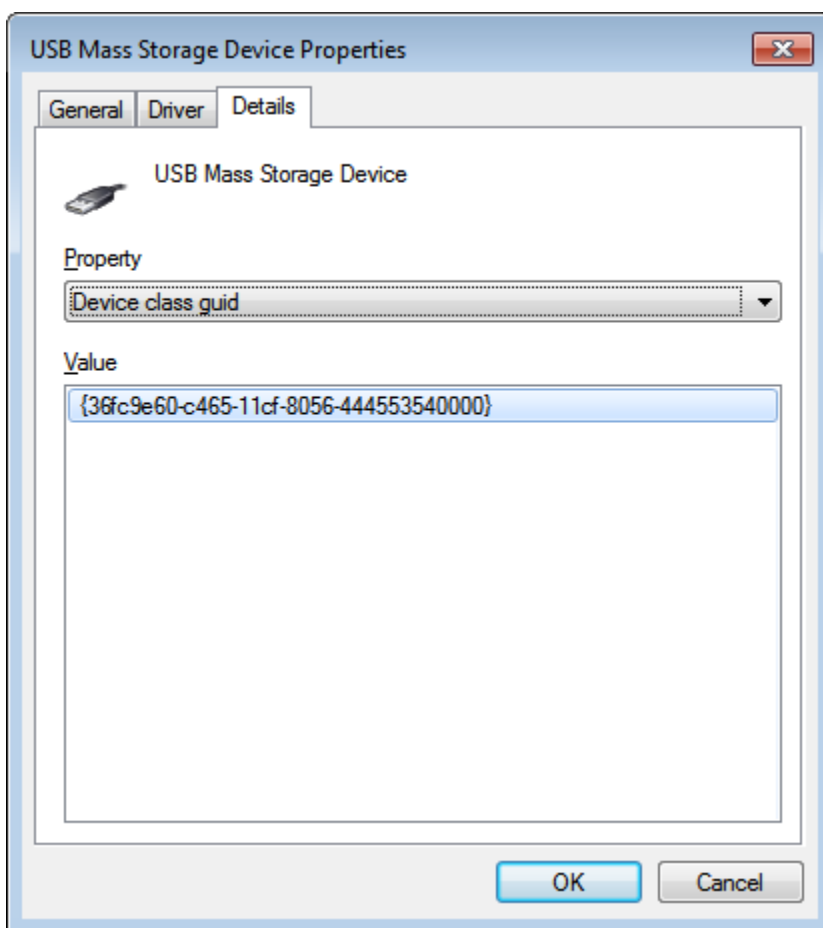 USB Mass Storage Device Properties
General Driver Details
USB Mass Storage Device
Property
Device class guid
Value
{36fc9e60-c465-11cf-8056-444553540000}
OK Cancel